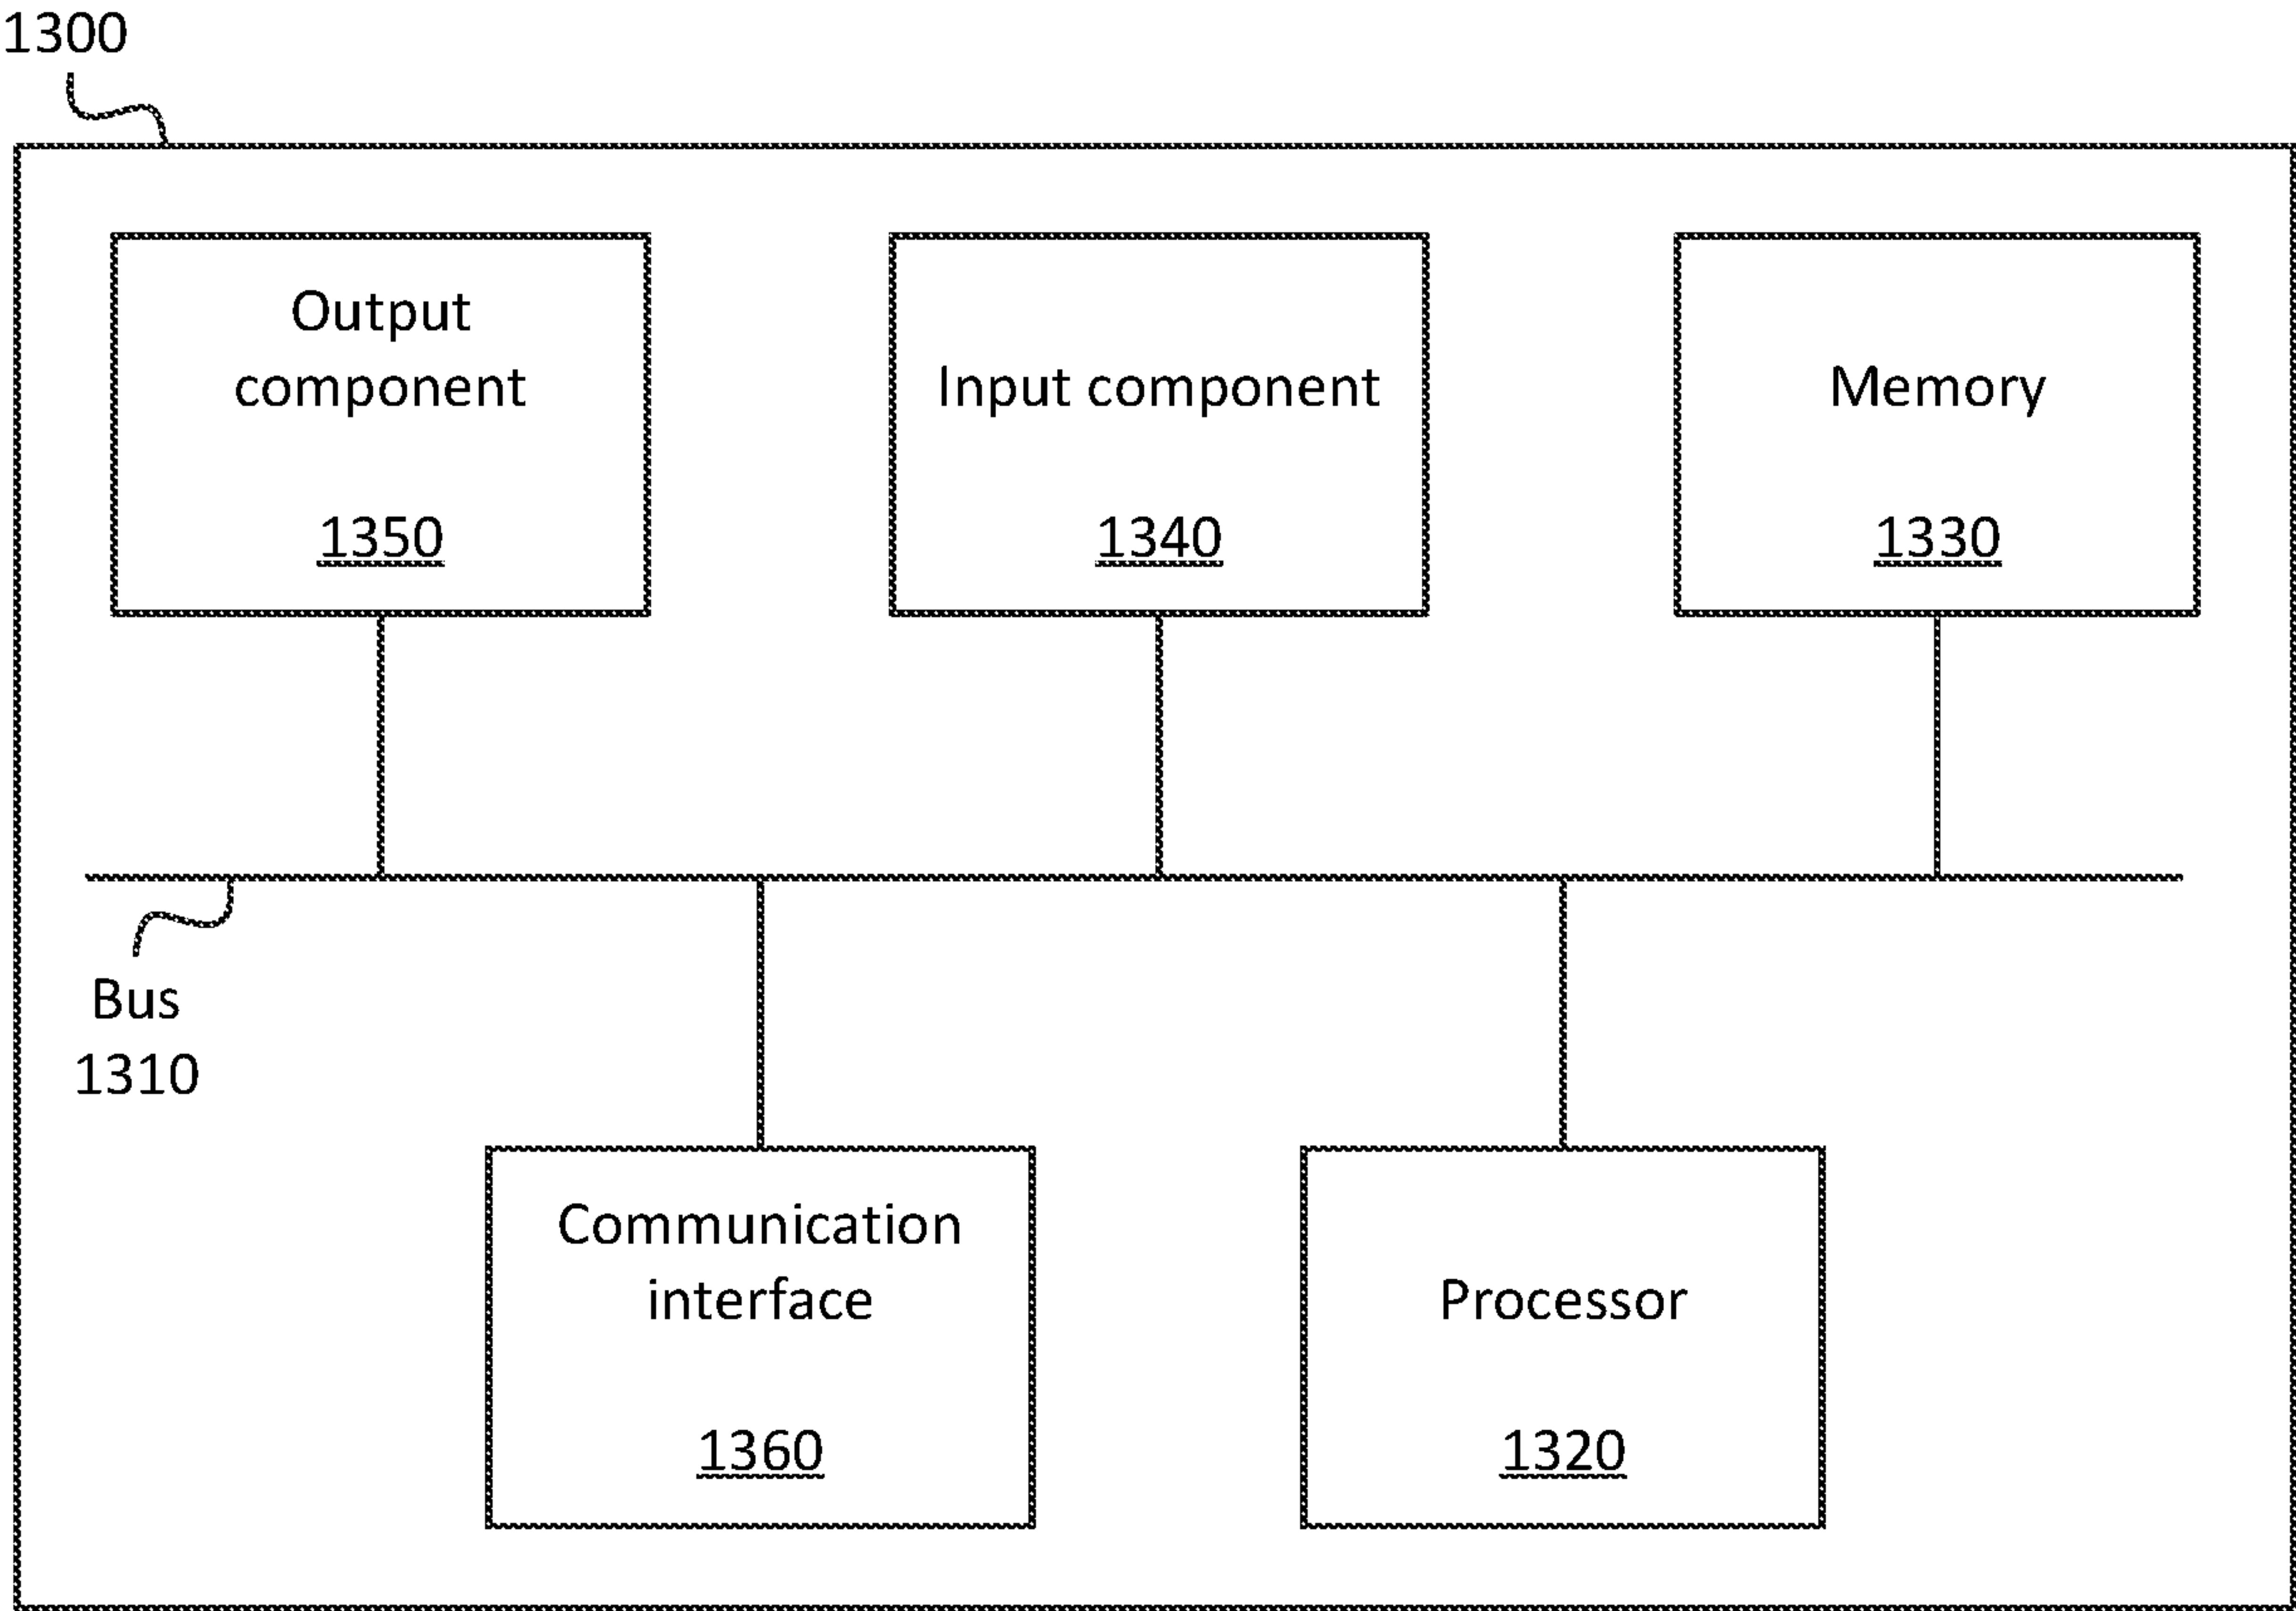 1300
Output
component
1350
Input component
1340
Memory
1330
Bus
1310
Communication
interface
1360
Processor
1320